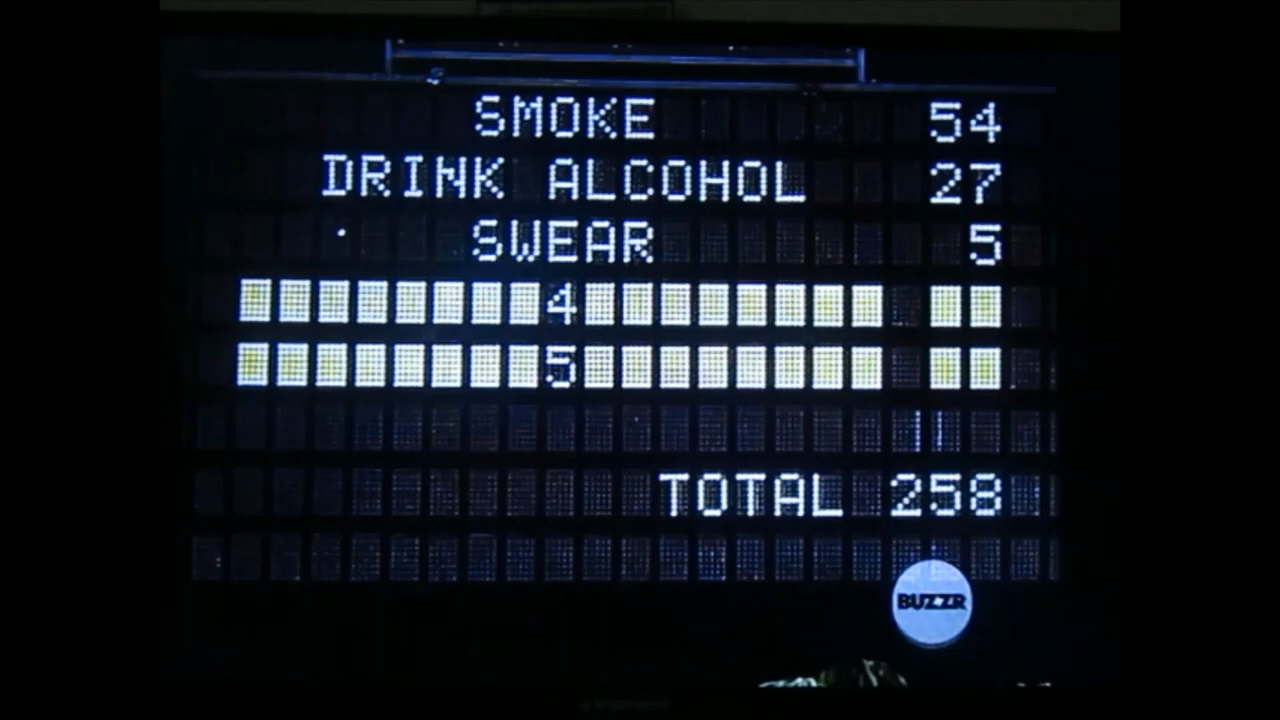 SMOKE 54
DRINK ALCOHOL 27
SWEAR 5
4
5
TOTAL 258
BUZZR